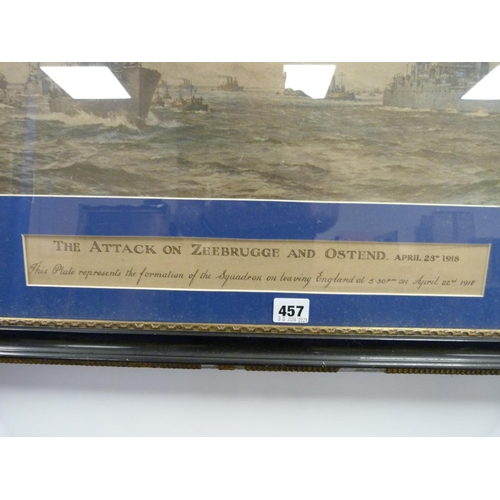 THE ATTACK ON ZEEBRUGGE AND OSTEND. APRIL 23RD 1918
This Plate represents the formation of the Squadron on leaving England at 5 30pm on April 22nd 1918
457